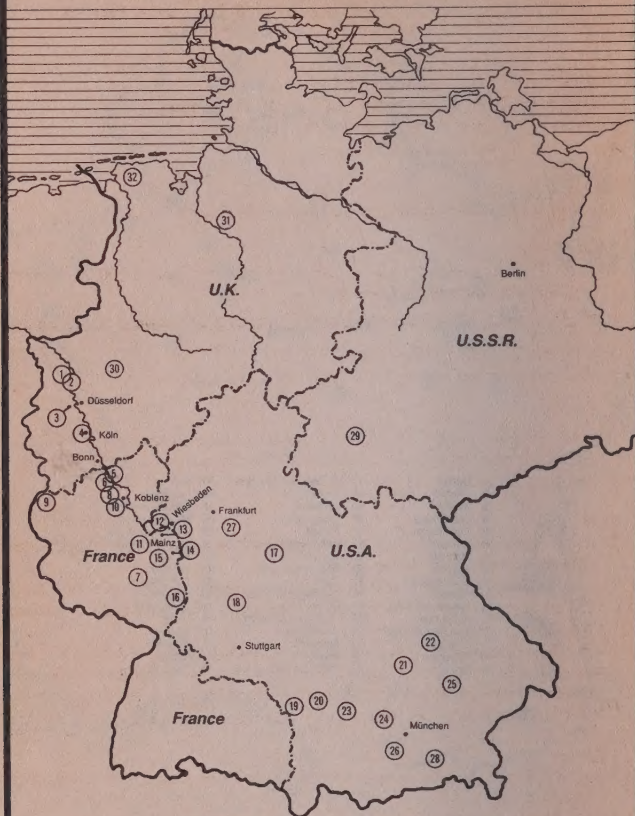 32
31
U.K.
Berlin
U.S.S.R.
30
1
2
Düsseldorf
3
4
Köln
29
Bonn
5
6
9
8
Koblenz
10
Wiesbaden
12
Frankfurt
13
27
Mainz
11
14
France
15
17
U.S.A.
7
16
18
Stuttgart
22
21
25
19
20
23
24
France
München
26
28